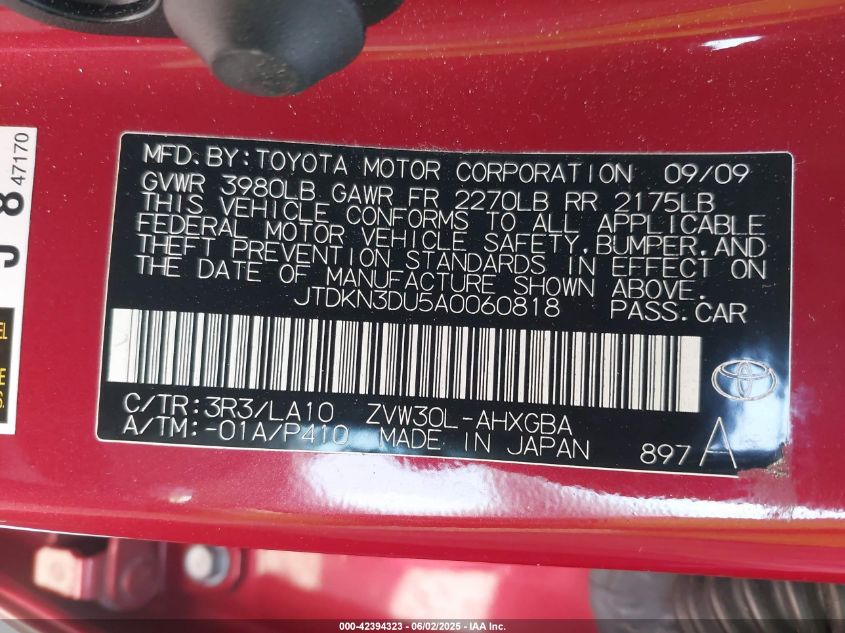 MFD.BY:TOYOTA MOTOR CORPORATION 09/09
GVWR 3980LB GAWR FR 2270LB RR 2175LB
THIS VEHICLE CONFORMS TO ALL APPLICABLE
FEDERAL MOTOR VEHICLE SAFETY,BUMPER,AND
THEFT PREVENTION STANDARDS IN EFFECT ON
THE DATE OF MANUFACTURE SHOWN ABOVE.
JTDKN3DU5A0060818 PASS.CAR
C/TR:3R3/LA10 ZVW30L-AHXGBA
A/TM:-01A/P410 MADE IN JAPAN
897 A
47170
8
000-42394323 - 06/02/2025 - IAA Corp.